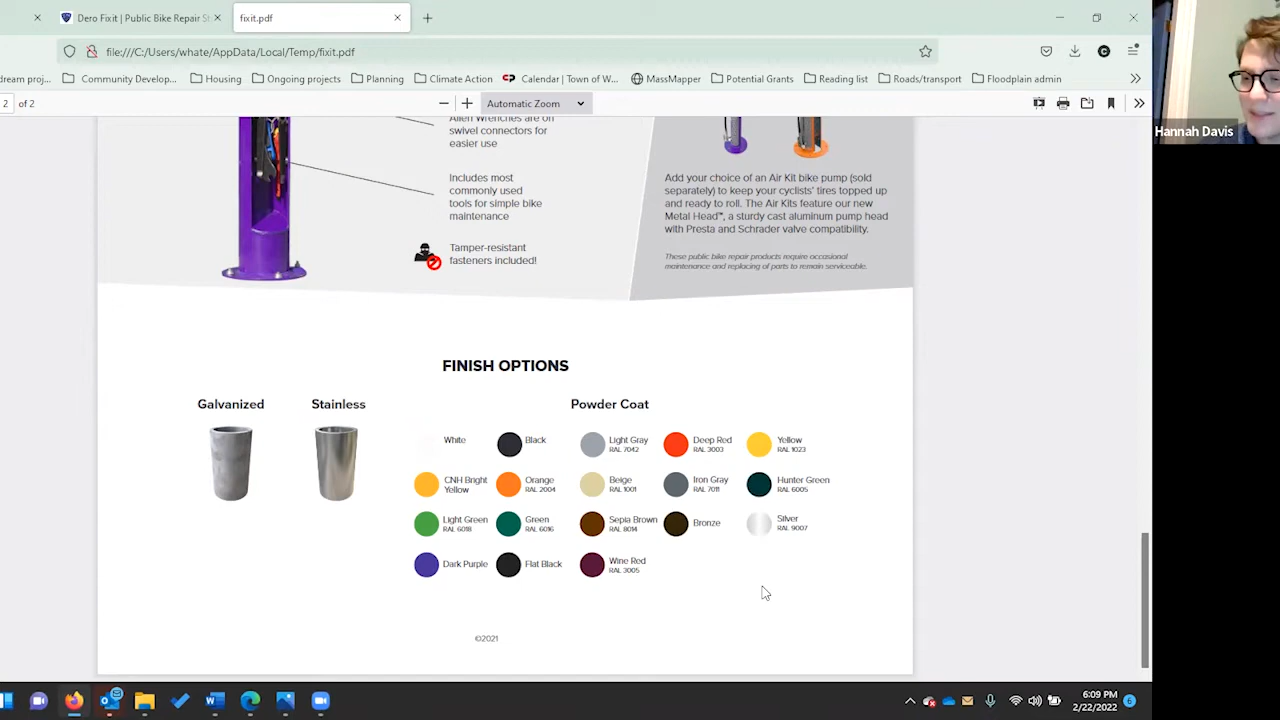 Dero Fixit | Public Bike Repair S
fixit.pdf
file:///C:/Users/whate/AppData/Local/Temp/fixit.pdf
dream proj...
Community Develop...
Housing
Ongoing projects
Planning
Climate Action
Calendar | Town of W...
MassMapper
Potential Grants
Reading list
Roads/transport
Floodplain admin
2 of 2
Automatic Zoom
Hannah Davis
Allen Wrenches are on
swivel connectors for
easier use
Includes most
commonly used
tools for simple bike
maintenance
Tamper-resistant
fasteners included!
Add your choice of an Air Kit bike pump (sold
separately) to keep your cyclists' tires topped up
and ready to roll. The Air Kits feature our new
Metal Head™, a sturdy cast aluminum pump head
with Presta and Schrader valve compatibility.
These public bike repair products require occasional
maintenance and replacing of parts to remain serviceable.
FINISH OPTIONS
Galvanized
Stainless
Powder Coat
White
Black
Light Gray
RAL 7042
Deep Red
RAL 3003
Yellow
RAL 1023
CNH Bright
Yellow
Orange
RAL 2004
Beige
RAL 1001
Iron Gray
RAL 7011
Hunter Green
RAL 6005
Light Green
RAL 6018
Green
RAL 6016
Sepia Brown
RAL 8014
Bronze
Silver
RAL 9007
Dark Purple
Flat Black
Wine Red
RAL 3005
©2021
6:09 PM
2/22/2022
6